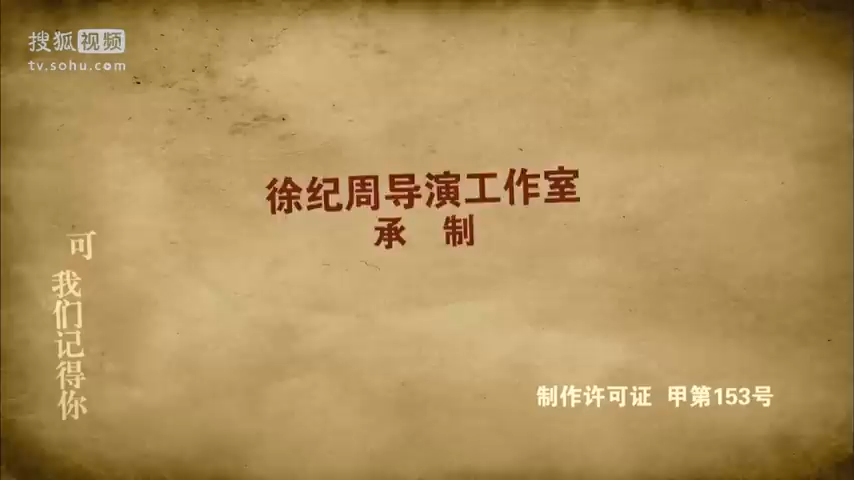 搜狐视频
tv.sohu.com
徐纪周导演工作室
承 制
可
我们记得你
制作许可证 甲第153号